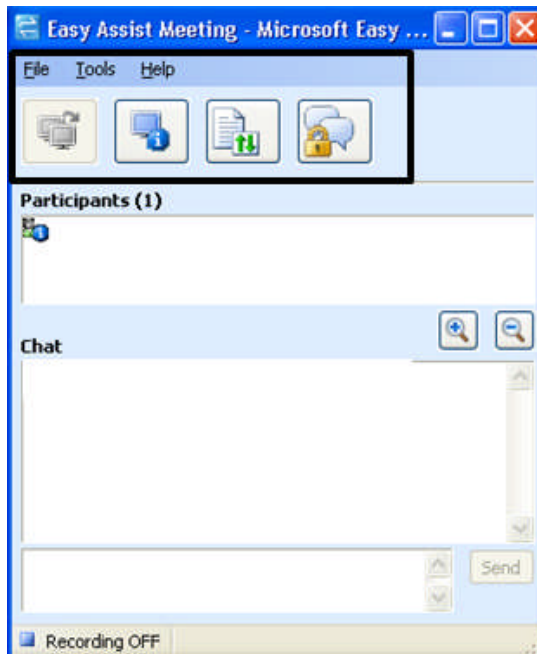 Easy Assist Meeting - Microsoft Easy ...
File Tools Help
Participants (1)
Chat
Send
Recording OFF